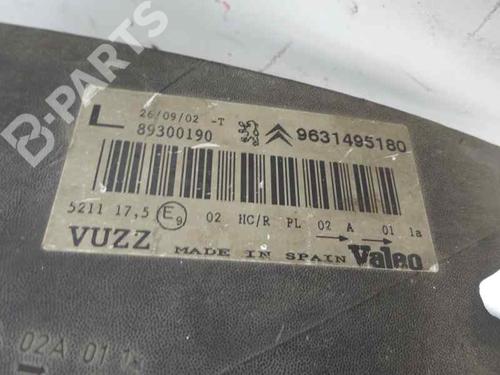 B-PARTS
L 26/09/02 -T
89300190 9631495180
5211 17,5 E9 02 HC/R PL 02 A 01 1a
VUZZ MADE IN SPAIN Valeo
02A 01 1a